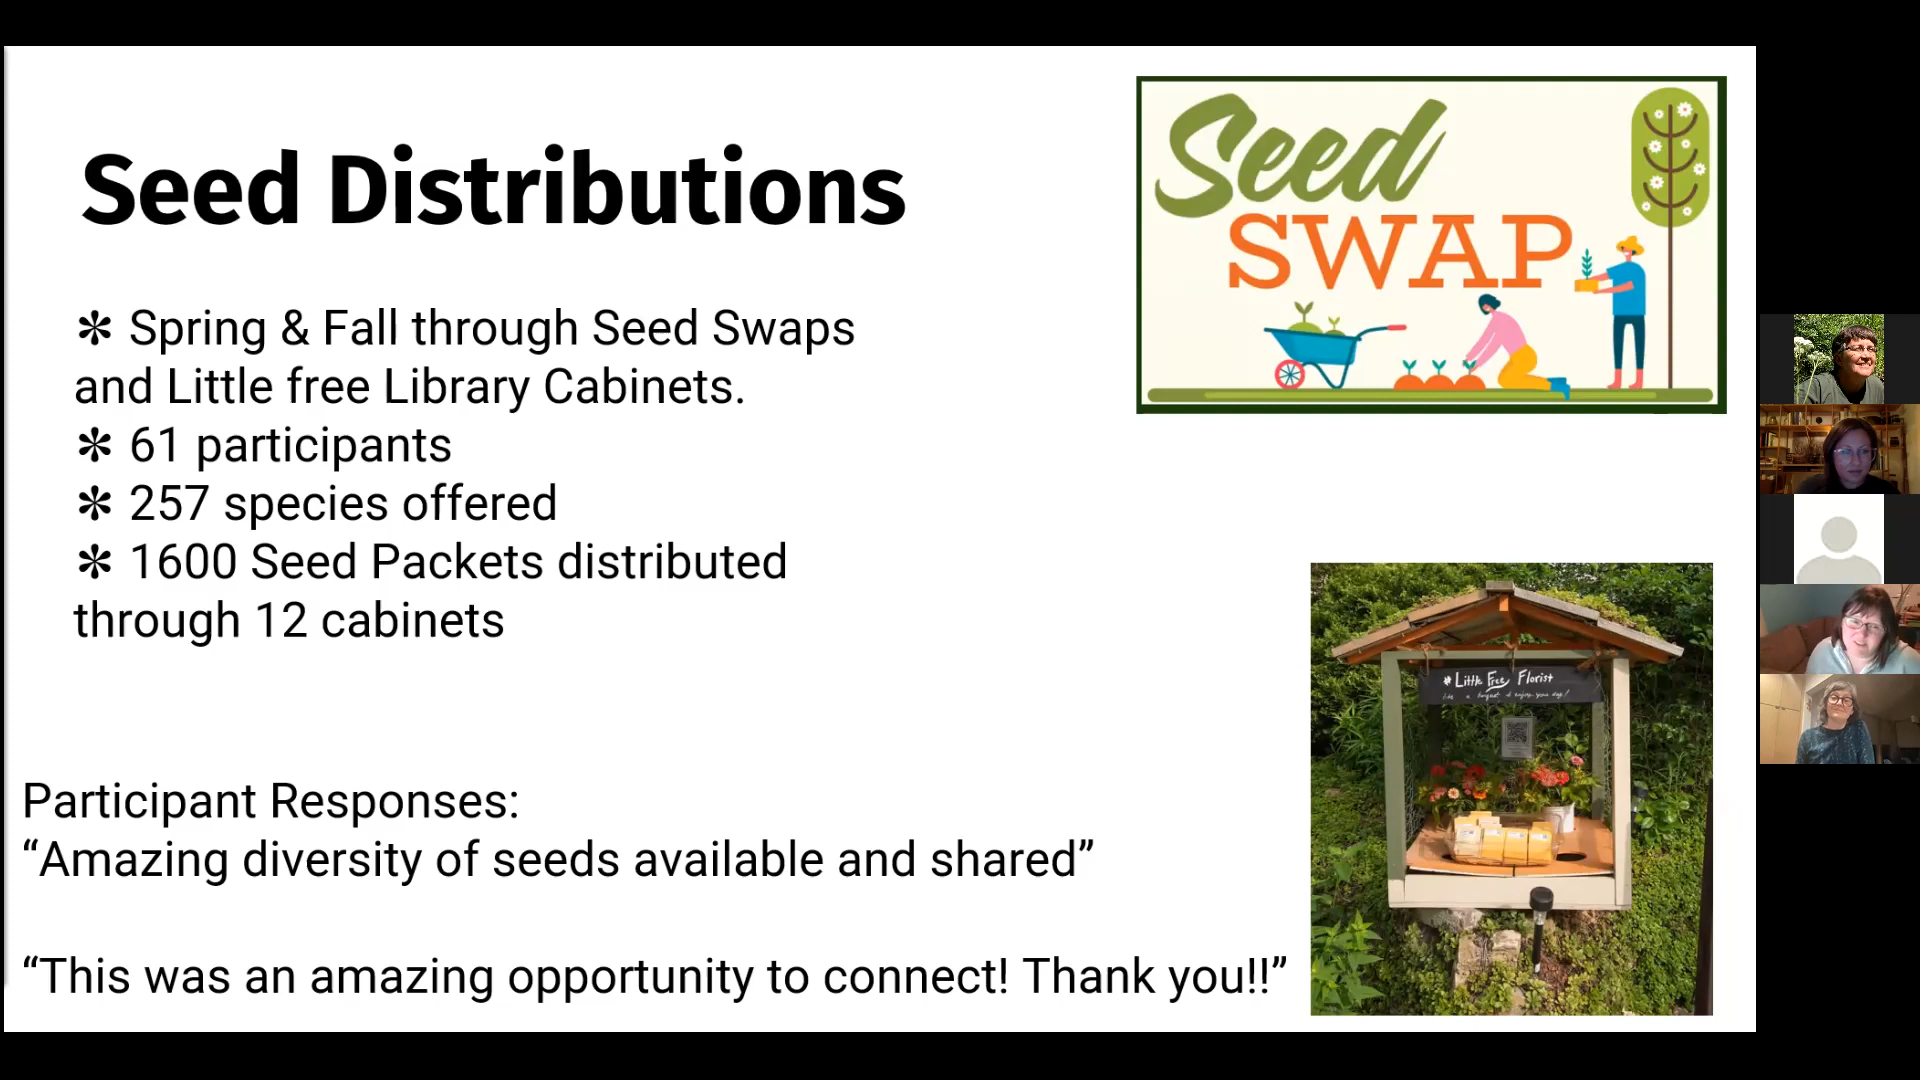 Seed Distributions
✻ Spring & Fall through Seed Swaps
and Little free Library Cabinets.
✻ 61 participants
✻ 257 species offered
✻ 1600 Seed Packets distributed
through 12 cabinets
Participant Responses:
“Amazing diversity of seeds available and shared”
“This was an amazing opportunity to connect! Thank you!!”
Seed
SWAP
Little Free Florist